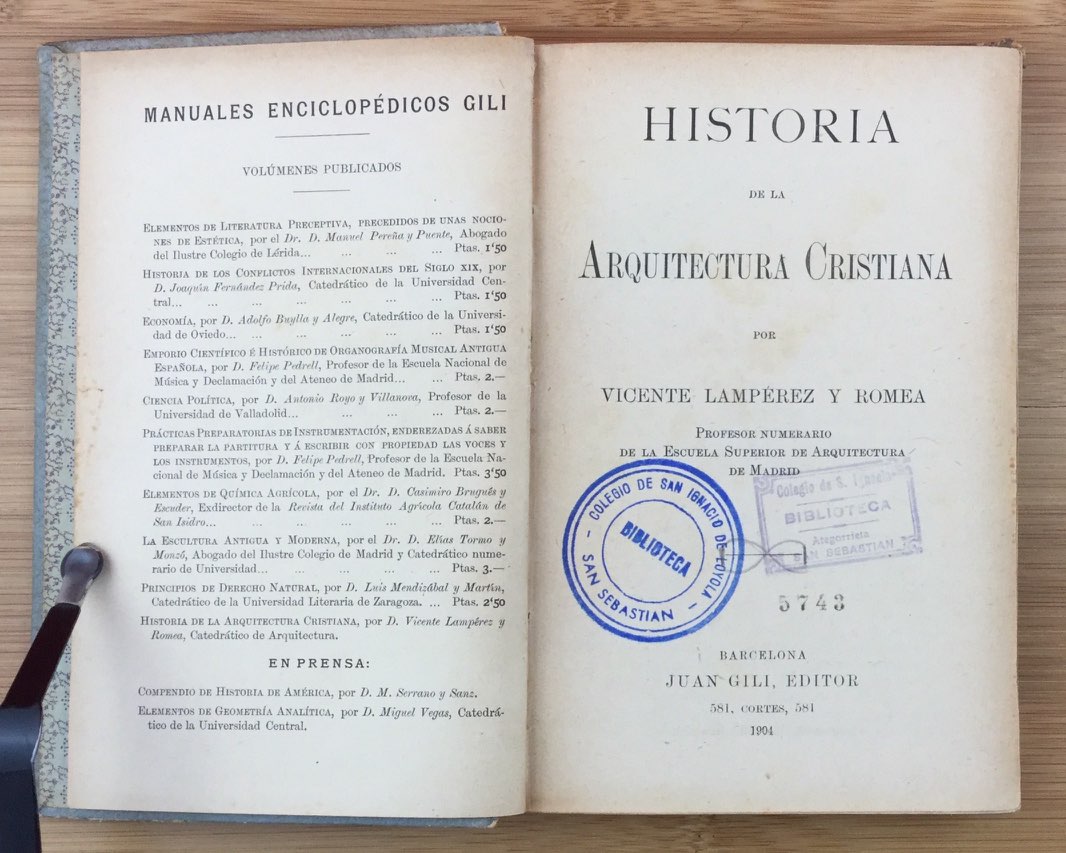 MANUALES ENCICLOPÉDICOS GILI
VOLÚMENES PUBLICADOS
ELEMENTOS DE LITERATURA PRECEPTIVA, PRECEDIDOS DE UNAS NOCIO-
NES DE ESTÉTICA, por el Dr. D. Manuel Pereña y Puente, Abogado
del Ilustre Colegio de Lérida... ... ... ... Ptas. 1'50
HISTORIA DE LOS CONFLICTOS INTERNACIONALES DEL SIGLO XIX, por
D. Joaquín Fernández Prida, Catedrático de la Universidad Cen-
tral... ... ... ... ... ... Ptas. 1'50
ECONOMÍA, por D. Adolfo Buylla y Alegre, Catedrático de la Universi-
dad de Oviedo... ... ... ... ... Ptas. 1'50
EMPORIO CIENTÍFICO É HISTÓRICO DE ORGANOGRAFÍA MUSICAL ANTIGUA
ESPAÑOLA, por D. Felipe Pedrell, Profesor de la Escuela Nacional de
Música y Declamación y del Ateneo de Madrid... ... Ptas. 2.—
CIENCIA POLÍTICA, por D. Antonio Royo y Villanova, Profesor de la
Universidad de Valladolid... ... ... ... Ptas. 2.—
PRÁCTICAS PREPARATORIAS DE INSTRUMENTACIÓN, ENDEREZADAS Á SABER
PREPARAR LA PARTITURA Y Á ESCRIBIR CON PROPIEDAD LAS VOCES Y
LOS INSTRUMENTOS, por D. Felipe Pedrell, Profesor de la Escuela Na-
cional de Música y Declamación y del Ateneo de Madrid. Ptas. 3'50
ELEMENTOS DE QUÍMICA AGRÍCOLA, por el Dr. D. Casimiro Brugués y
Escuder, Exdirector de la Revista del Instituto Agrícola Catalán de
San Isidro... ... ... ... ... ... Ptas. 2.—
LA ESCULTURA ANTIGUA Y MODERNA, por el Dr. D. Elías Tormo y
Monzó, Abogado del Ilustre Colegio de Madrid y Catedrático nume-
rario de Universidad... ... ... ... ... Ptas. 3.—
PRINCIPIOS DE DERECHO NATURAL, por D. Luis Mendizábal y Martín,
Catedrático de la Universidad Literaria de Zaragoza. ... Ptas. 2'50
HISTORIA DE LA ARQUITECTURA CRISTIANA, por D. Vicente Lampérez y
Romea, Catedrático de Arquitectura.
EN PRENSA:
COMPENDIO DE HISTORIA DE AMÉRICA, por D. M. Serrano y Sanz.
ELEMENTOS DE GEOMETRÍA ANALÍTICA, por D. Miguel Vegas, Catedrá-
tico de la Universidad Central.
HISTORIA
DE LA
ARQUITECTURA CRISTIANA
POR
VICENTE LAMPÉREZ Y ROMEA
PROFESOR NUMERARIO
DE LA ESCUELA SUPERIOR DE ARQUITECTURA
DE MADRID
COLEGIO DE SAN IGNACIO DE LOYOLA
BIBLIOTECA
SAN SEBASTIAN
Colegio de S. Ignacio
BIBLIOTECA
Ategorrieta
SAN SEBASTIAN
5743
BARCELONA
JUAN GILI, EDITOR
581, CORTES, 581
1904